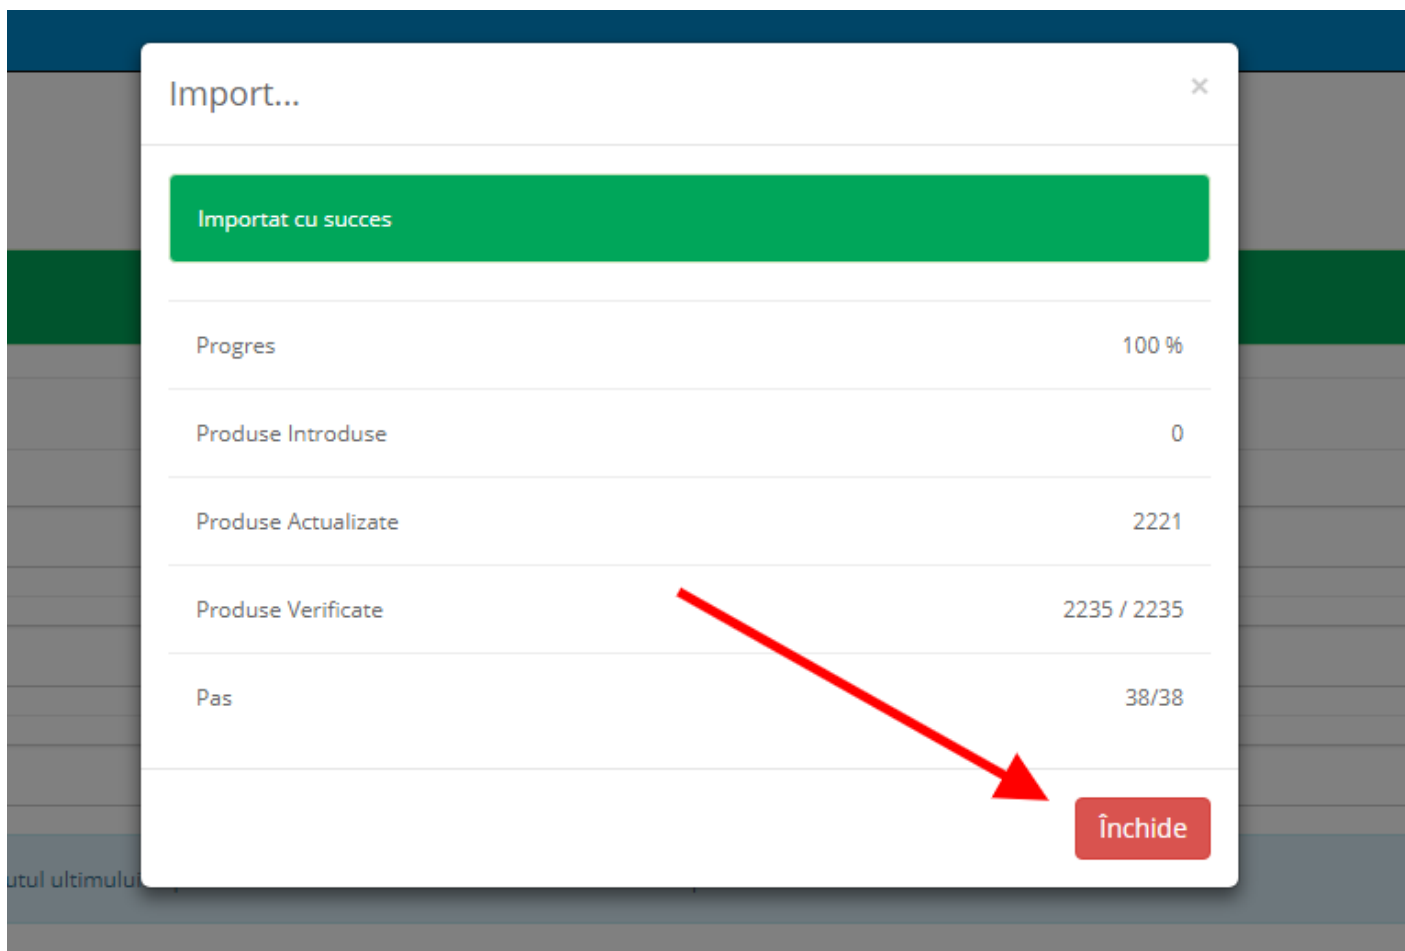 Import...
×
Importat cu succes
Progres 100 %
Produse Introduse 0
Produse Actualizate 2221
Produse Verificate 2235 / 2235
Pas 38/38
Închide
ultimului